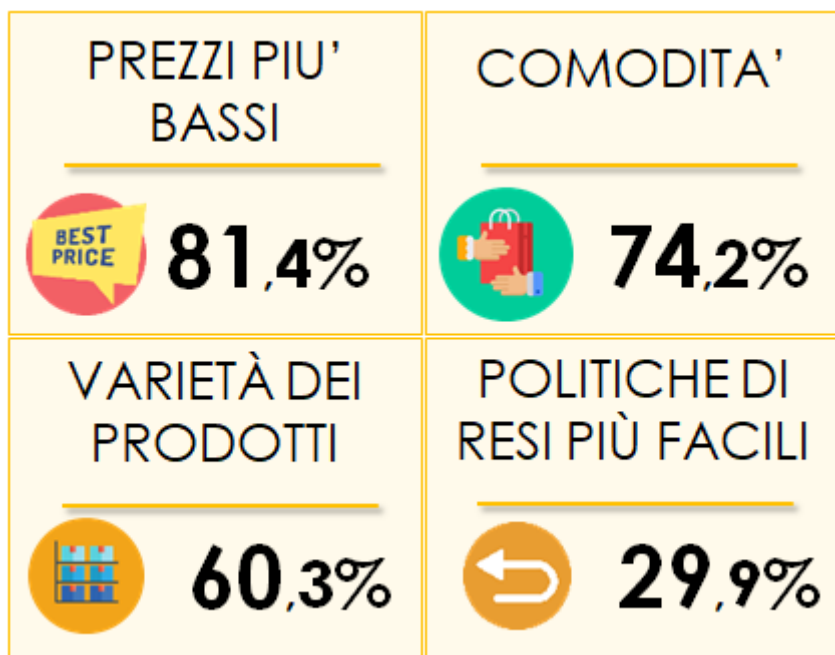 PREZZI PIU'
BASSI
BEST
PRICE
81,4%
COMODITA'
74,2%
VARIETÀ DEI
PRODOTTI
60,3%
POLITICHE DI
RESI PIÙ FACILI
29,9%